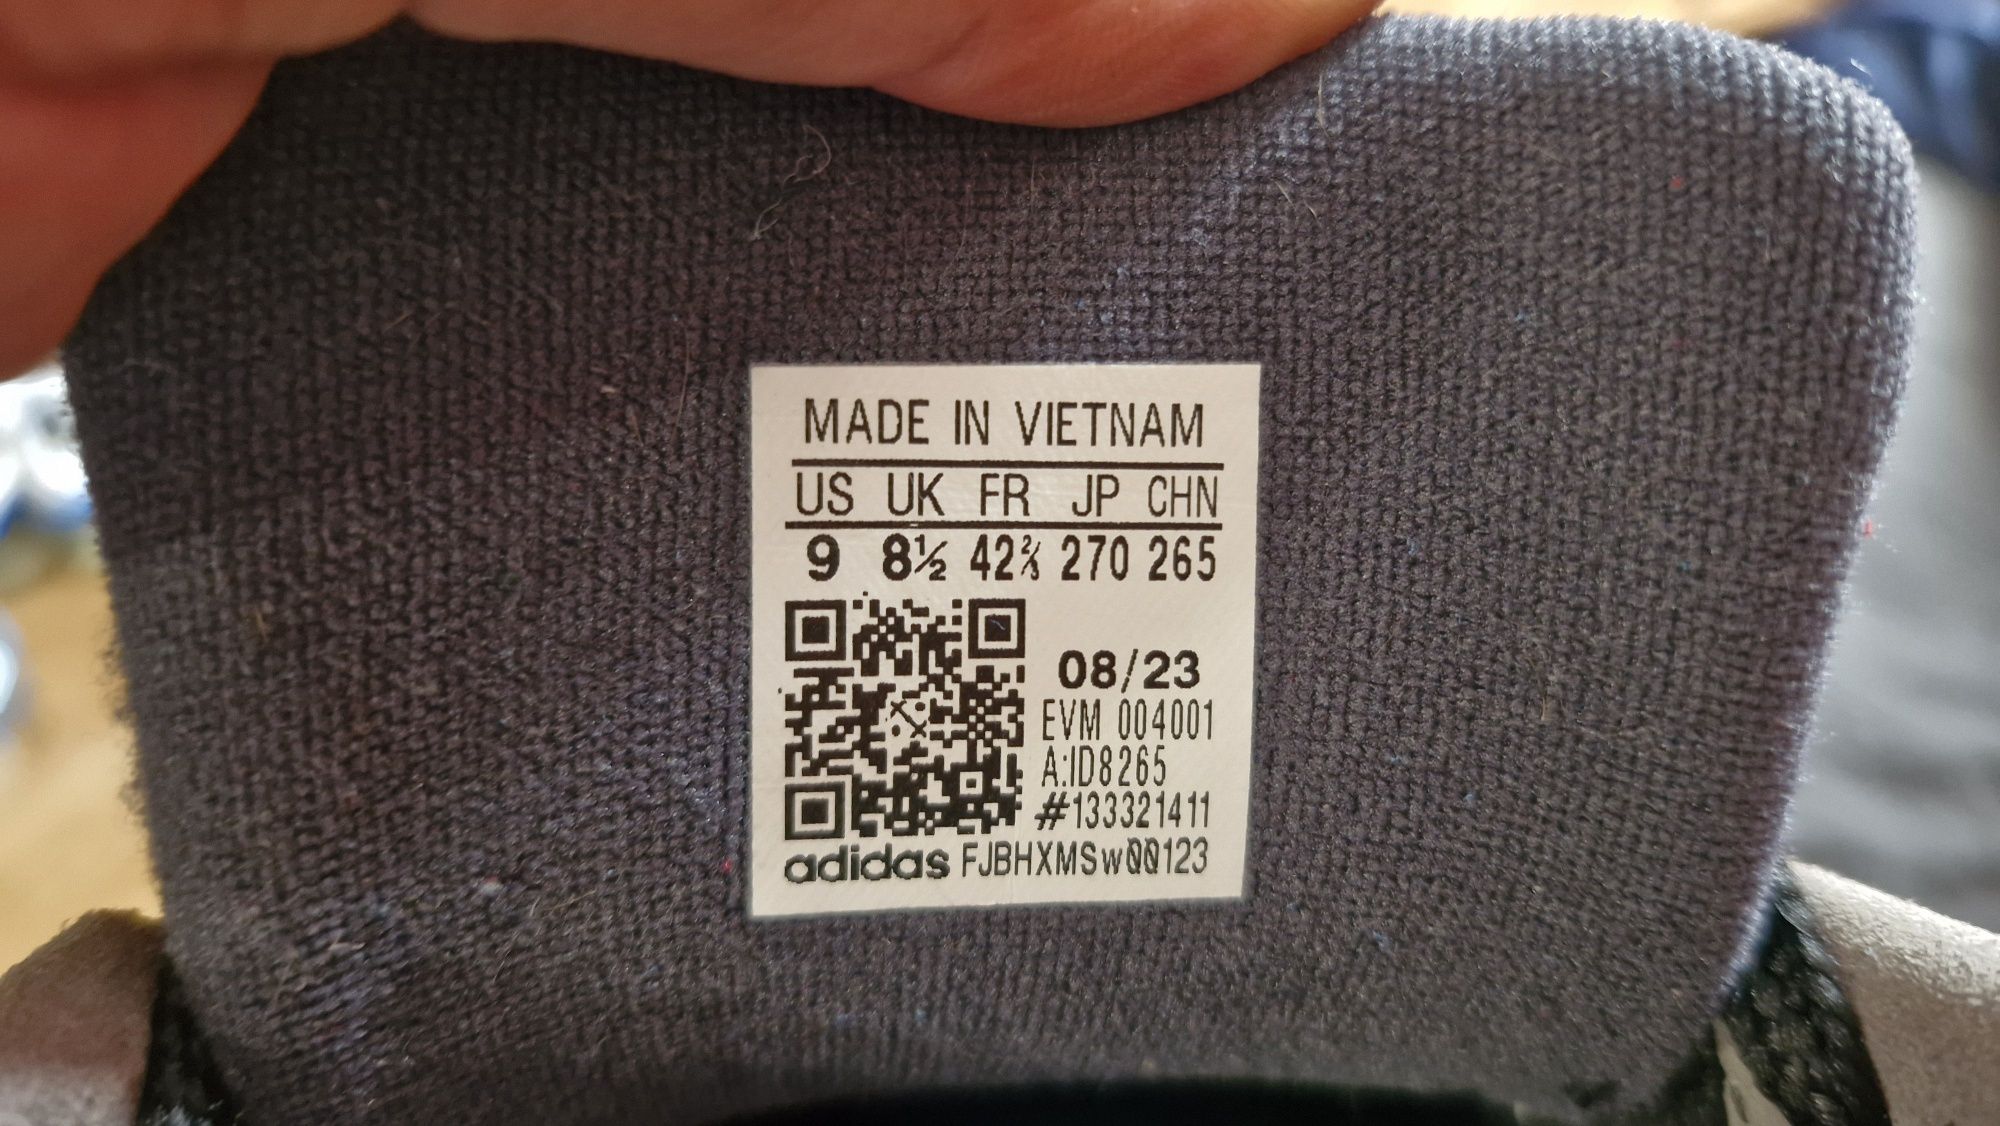 MADE IN VIETNAM
US UK FR JP CHN
9 8½ 42⅔ 270 265
08/23
EVM 004001
A:ID8265
#133321411
adidas FJBHXMSw00123